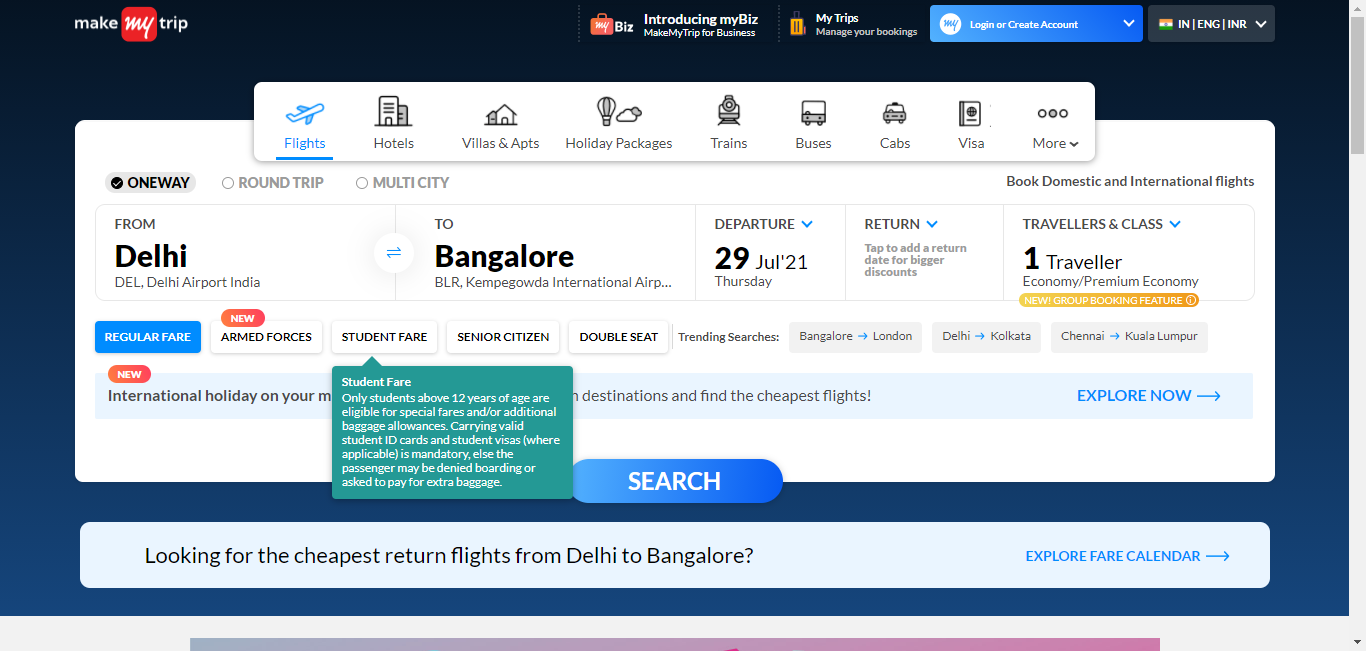 make my trip
my Biz
Introducing myBiz
MakeMyTrip for Business
My Trips
Manage your bookings
my
Login or Create Account
IN | ENG | INR
Flights
Hotels
Villas & Apts
Holiday Packages
Trains
Buses
Cabs
Visa
More
ONEWAY
ROUND TRIP
MULTI CITY
Book Domestic and International flights
FROM
Delhi
DEL, Delhi Airport India
TO
Bangalore
BLR, Kempegowda International Airp...
DEPARTURE
29 Jul'21
Thursday
RETURN
Tap to add a return
date for bigger
discounts
TRAVELLERS & CLASS
1 Traveller
Economy/Premium Economy
NEW! GROUP BOOKING FEATURE
REGULAR FARE
NEW
ARMED FORCES
STUDENT FARE
SENIOR CITIZEN
DOUBLE SEAT
Trending Searches:
Bangalore → London
Delhi → Kolkata
Chennai → Kuala Lumpur
Student Fare
Only students above 12 years of age are
eligible for special fares and/or additional
baggage allowances. Carrying valid
student ID cards and student visas (where
applicable) is mandatory, else the
passenger may be denied boarding or
asked to pay for extra baggage.
NEW
International holiday on your
destinations and find the cheapest flights!
EXPLORE NOW
SEARCH
Looking for the cheapest return flights from Delhi to Bangalore?
EXPLORE FARE CALENDAR